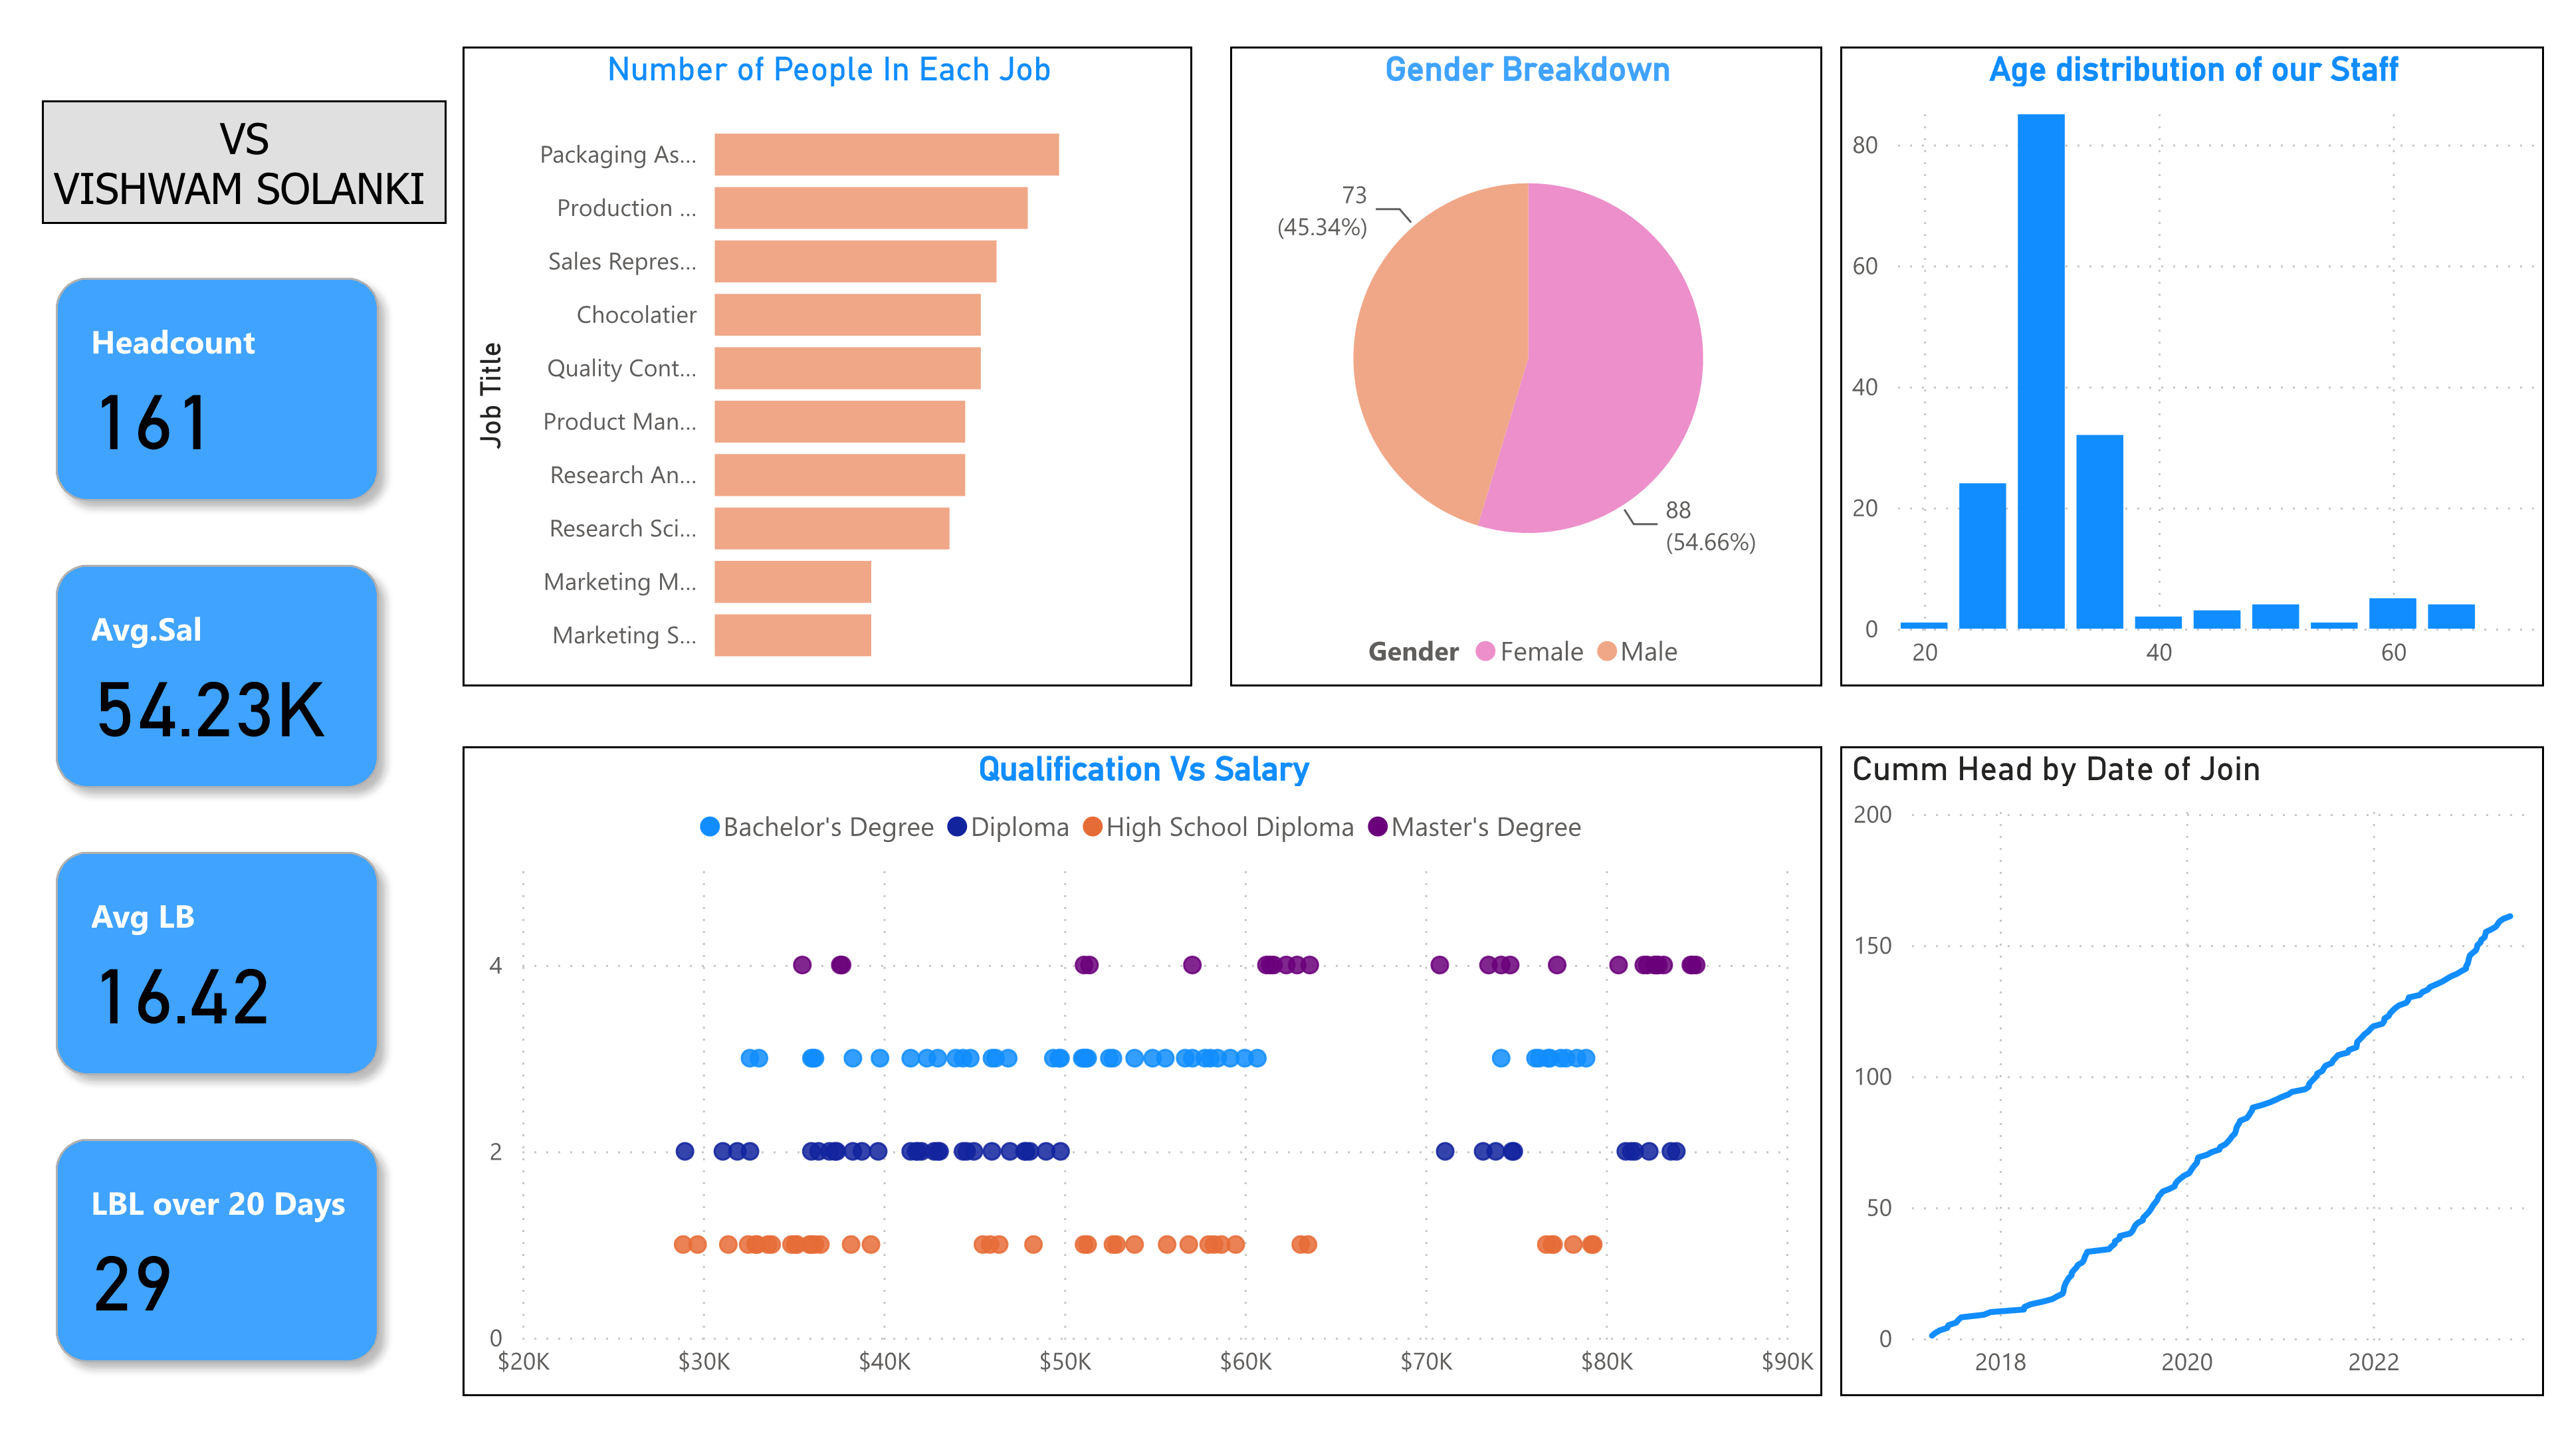 VS
VISHWAM SOLANKI
Headcount
161
Avg.Sal
54.23K
Avg LB
16.42
LBL over 20 Days
29
Number of People In Each Job
Job Title
Packaging As...
Production ...
Sales Repres...
Chocolatier
Quality Cont...
Product Man...
Research An...
Research Sci...
Marketing M...
Marketing S...
Gender Breakdown
73
(45.34%)
88
(54.66%)
Gender Female Male
Age distribution of our Staff
80
60
40
20
0
20 40 60
Qualification Vs Salary
Bachelor's Degree Diploma High School Diploma Master's Degree
4
2
0
$20K $30K $40K $50K $60K $70K $80K $90K
Cumm Head by Date of Join
200
150
100
50
0
2018 2020 2022